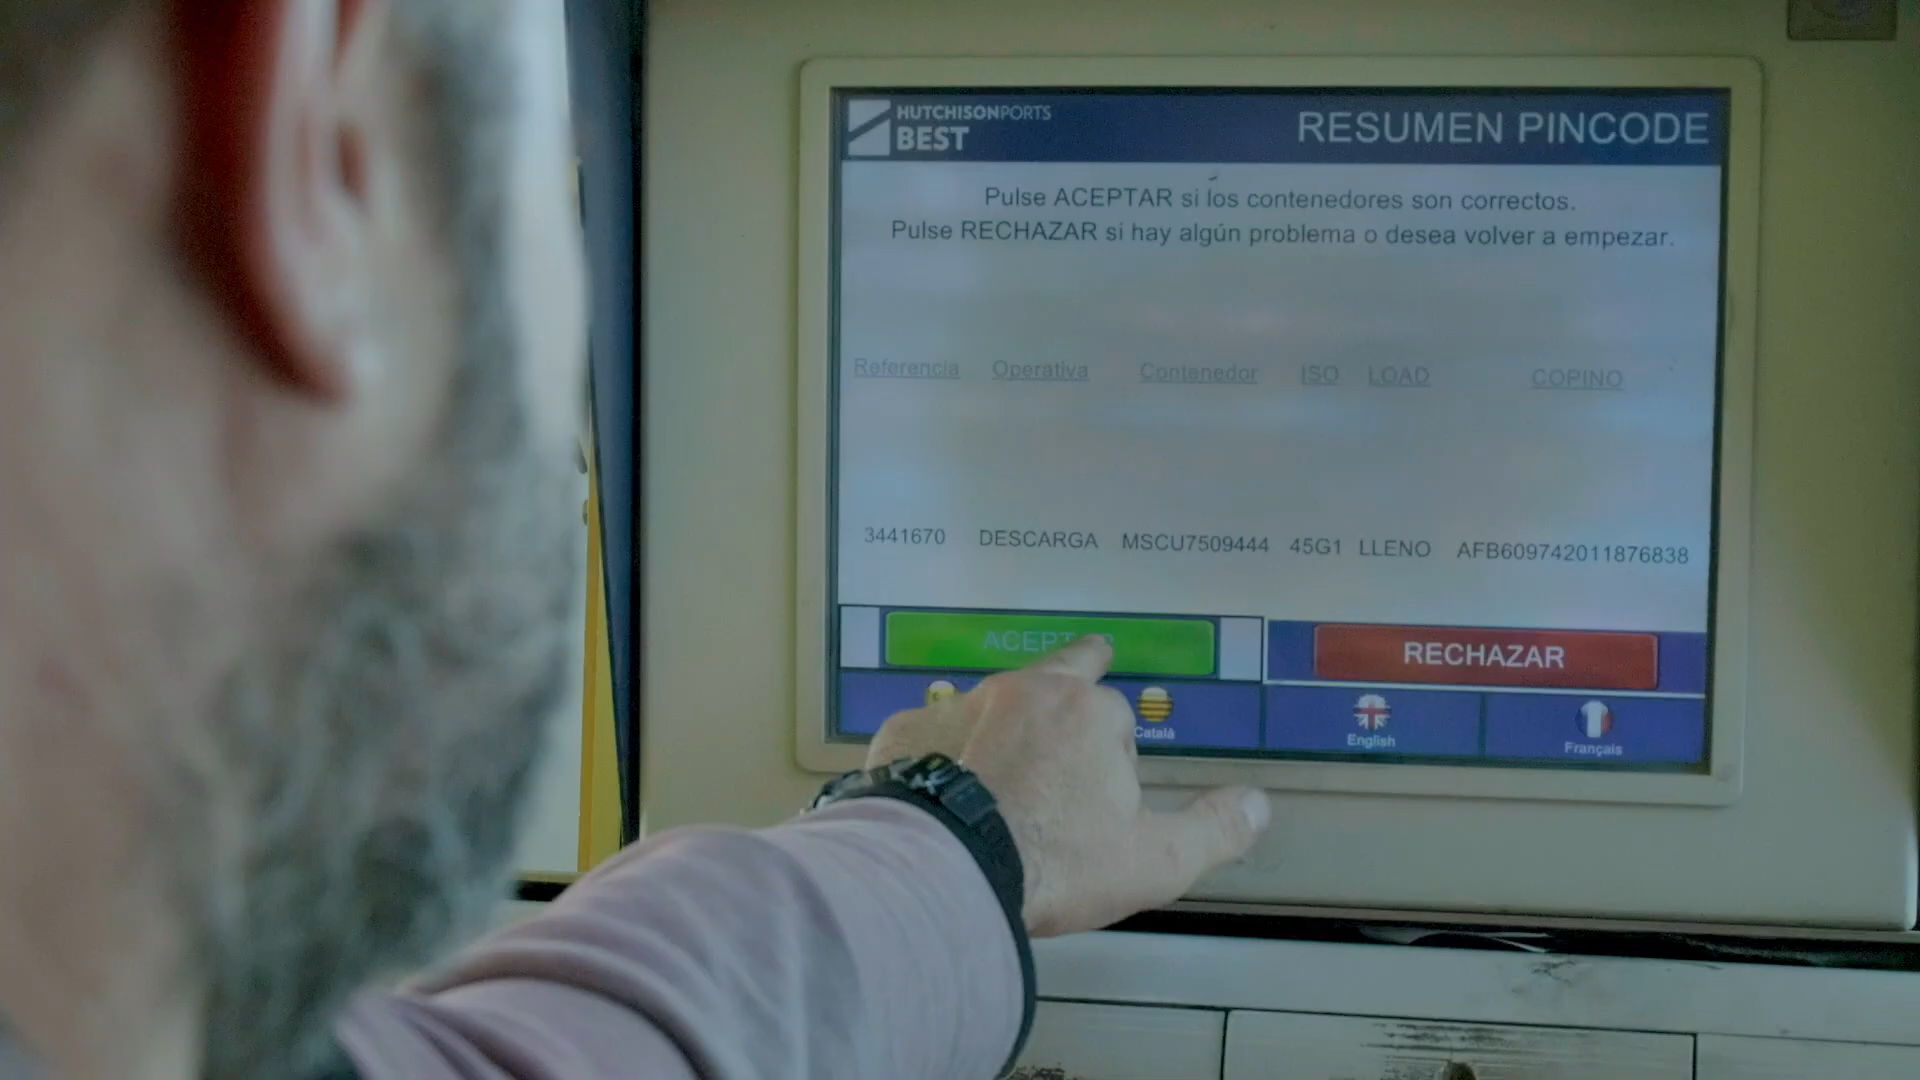 HUTCHISONPORTS
BEST
RESUMEN PINCODE
Pulse ACEPTAR si los contenedores son correctos.
Pulse RECHAZAR si hay algún problema o desea volver a empezar.
Referencia Operativa Contenedor ISO LOAD COPINO
3441670 DESCARGA MSCU7509444 45G1 LLENO AFB609742011876838
ACEPTAR RECHAZAR
Català English Français